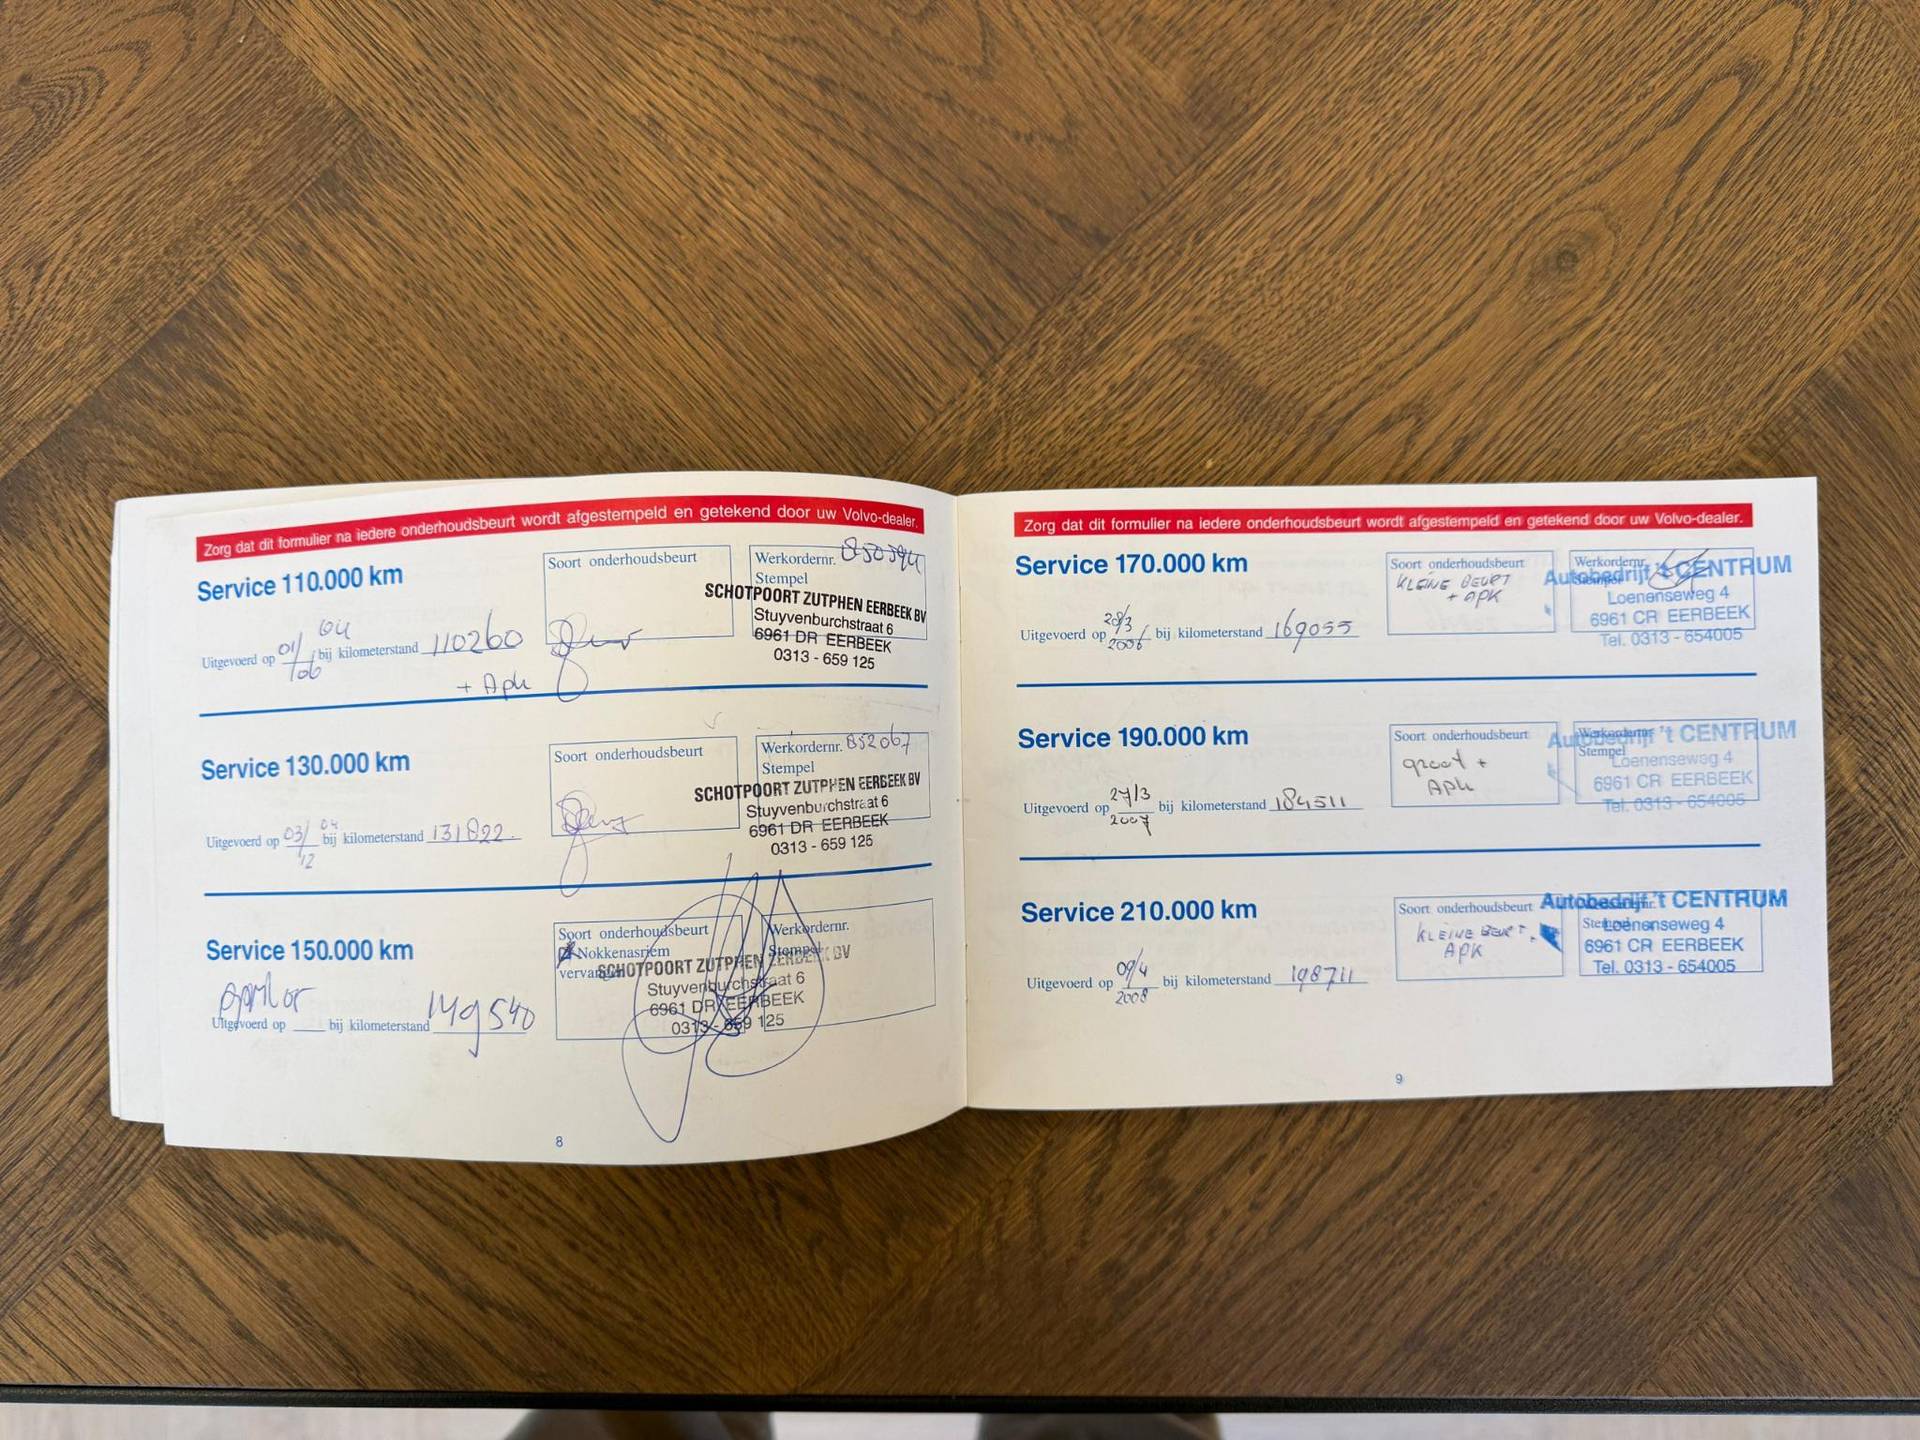 Zorg dat dit formulier na iedere onderhoudsbeurt wordt afgestempeld en getekend door uw Volvo-dealer.
Service 110.000 km
Soort onderhoudsbeurt
Werkordernr. 850394
Stempel
SCHOTPOORT ZUTPHEN EERBEEK BV
Stuyvenburchstraat 6
6961 DR EERBEEK
0313 - 659 125
Uitgevoerd op 01/06 04 bij kilometerstand 110260
+ Apk
Service 130.000 km
Soort onderhoudsbeurt
Werkordernr. 852067
Stempel
SCHOTPOORT ZUTPHEN EERBEEK BV
Stuyvenburchstraat 6
6961 DR EERBEEK
0313 - 659 125
Uitgevoerd op 03/12 04 bij kilometerstand 131822
Service 150.000 km
Soort onderhoudsbeurt
Nokkenasriem
vervangen
Werkordernr.
Stempel
SCHOTPOORT ZUTPHEN EERBEEK BV
Stuyvenburchstraat 6
6961 DR EERBEEK
0313 - 659 125
Uitgevoerd op bij kilometerstand 149540
8
Zorg dat dit formulier na iedere onderhoudsbeurt wordt afgestempeld en getekend door uw Volvo-dealer.
Service 170.000 km
Soort onderhoudsbeurt
KLEINE BEURT
+ APK
Werkordernr.
Stempel
Autobedrijf 't CENTRUM
Loenenseweg 4
6961 CR EERBEEK
Tel. 0313 - 654005
Uitgevoerd op 28/3 2006 bij kilometerstand 169055
Service 190.000 km
Soort onderhoudsbeurt
groot +
APK
Werkordernr.
Stempel
Autobedrijf 't CENTRUM
Loenenseweg 4
6961 CR EERBEEK
Tel. 0313 - 654005
Uitgevoerd op 27/3 2007 bij kilometerstand 184511
Service 210.000 km
Soort onderhoudsbeurt
KLEINE BEURT +
APK
Werkordernr.
Stempel
Autobedrijf 't CENTRUM
Loenenseweg 4
6961 CR EERBEEK
Tel. 0313 - 654005
Uitgevoerd op 09/4 2008 bij kilometerstand 198711
9